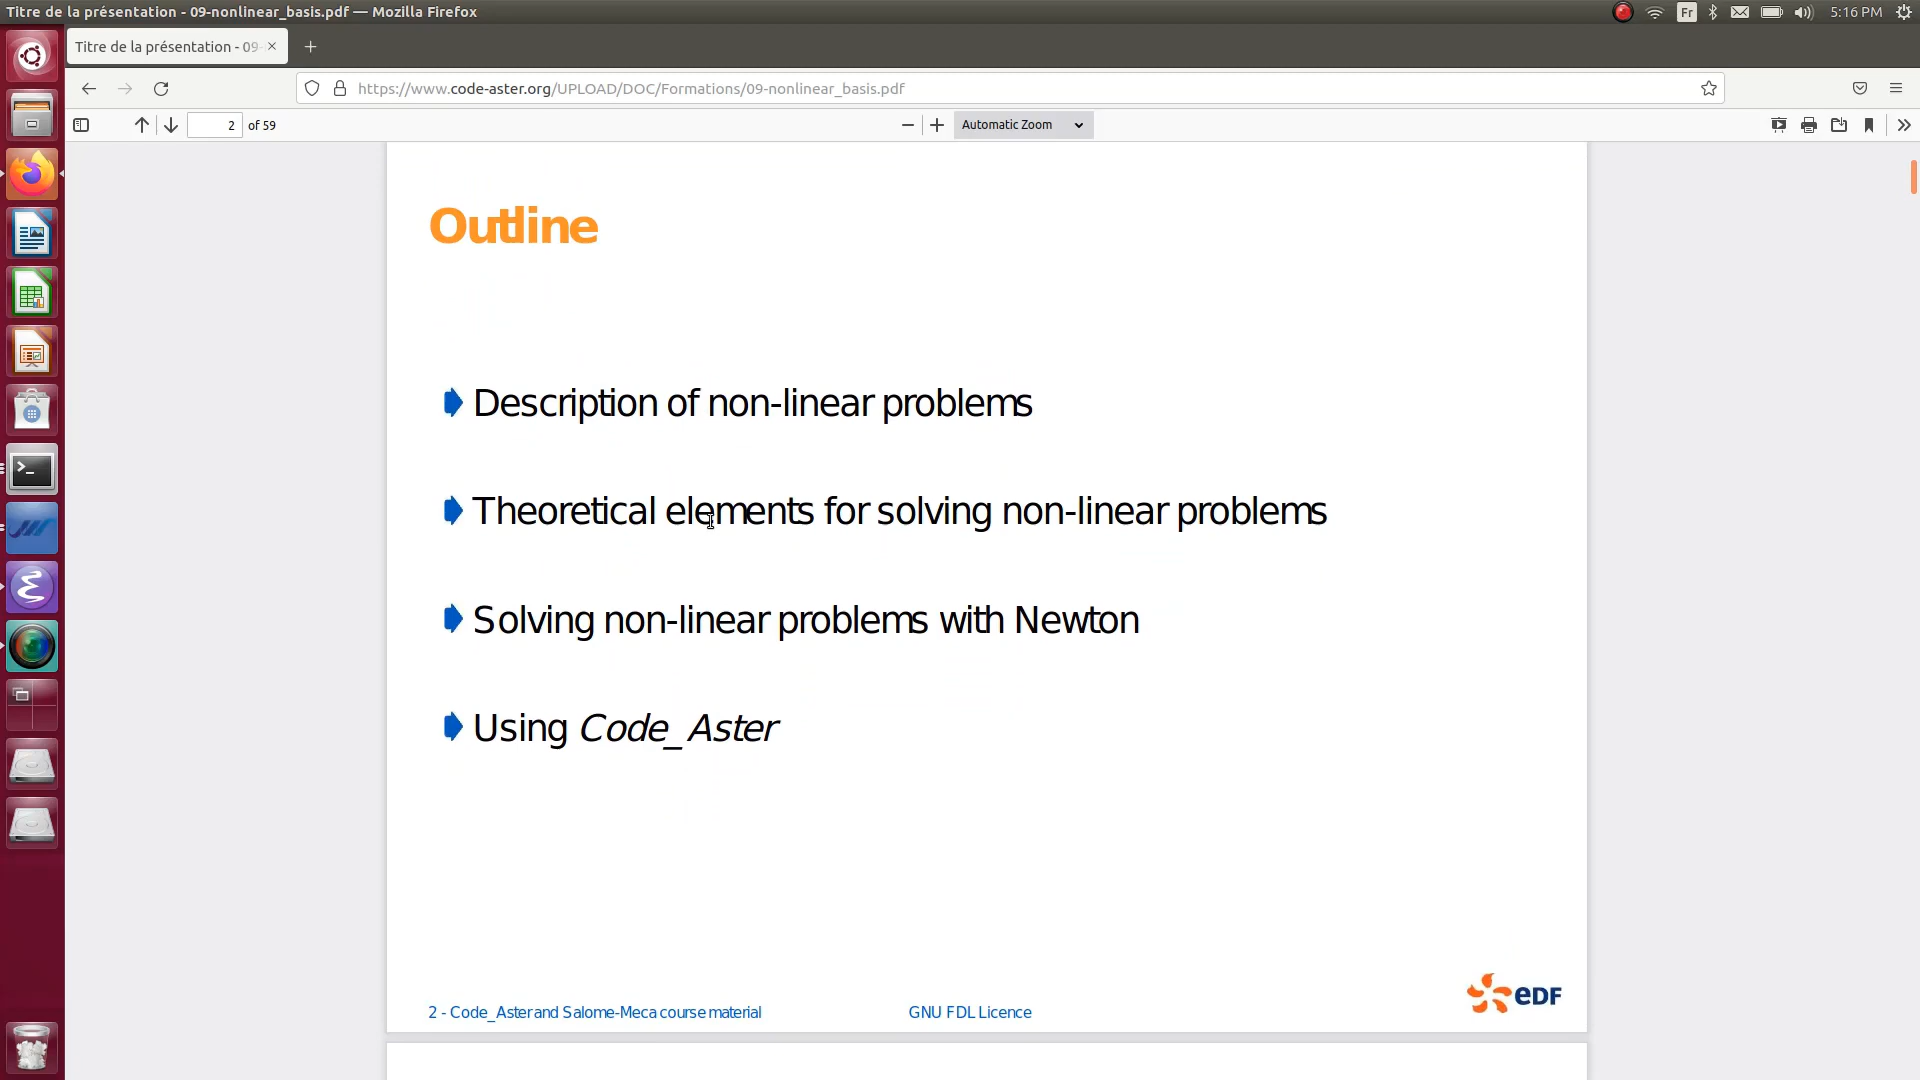 Titre de la présentation - 09-nonlinear_basis.pdf — Mozilla Firefox
Fr
5:16 PM
Titre de la présentation - 09-
https://www.code-aster.org/UPLOAD/DOC/Formations/09-nonlinear_basis.pdf
2 of 59
Automatic Zoom
Outline
Description of non-linear problems
Theoretical elements for solving non-linear problems
Solving non-linear problems with Newton
Using Code_Aster
2 - Code_Aster and Salome-Meca course material
GNU FDL Licence
eDF